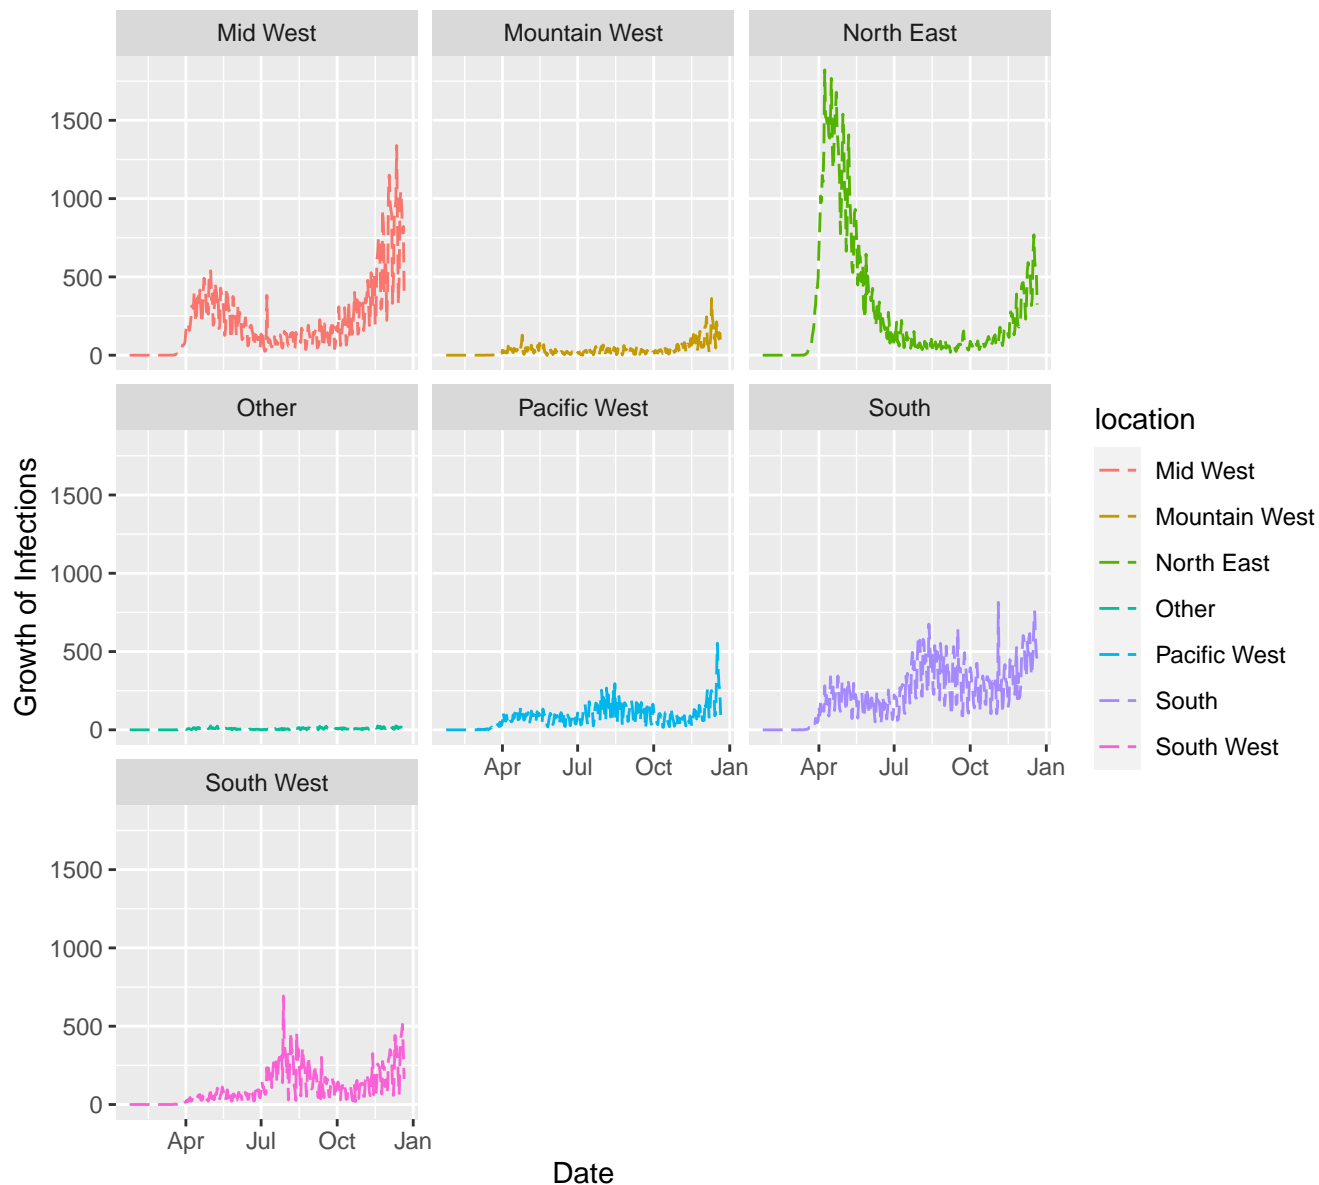 Mid West
Mountain West
North East
1500
1000
500
0
Other
Pacific West
South
1500
1000
500
0
Apr
Jul
Oct
Jan
Apr
Jul
Oct
Jan
South West
1500
1000
500
0
Apr
Jul
Oct
Jan
Growth of Infections
Date
location
Mid West
Mountain West
North East
Other
Pacific West
South
South West